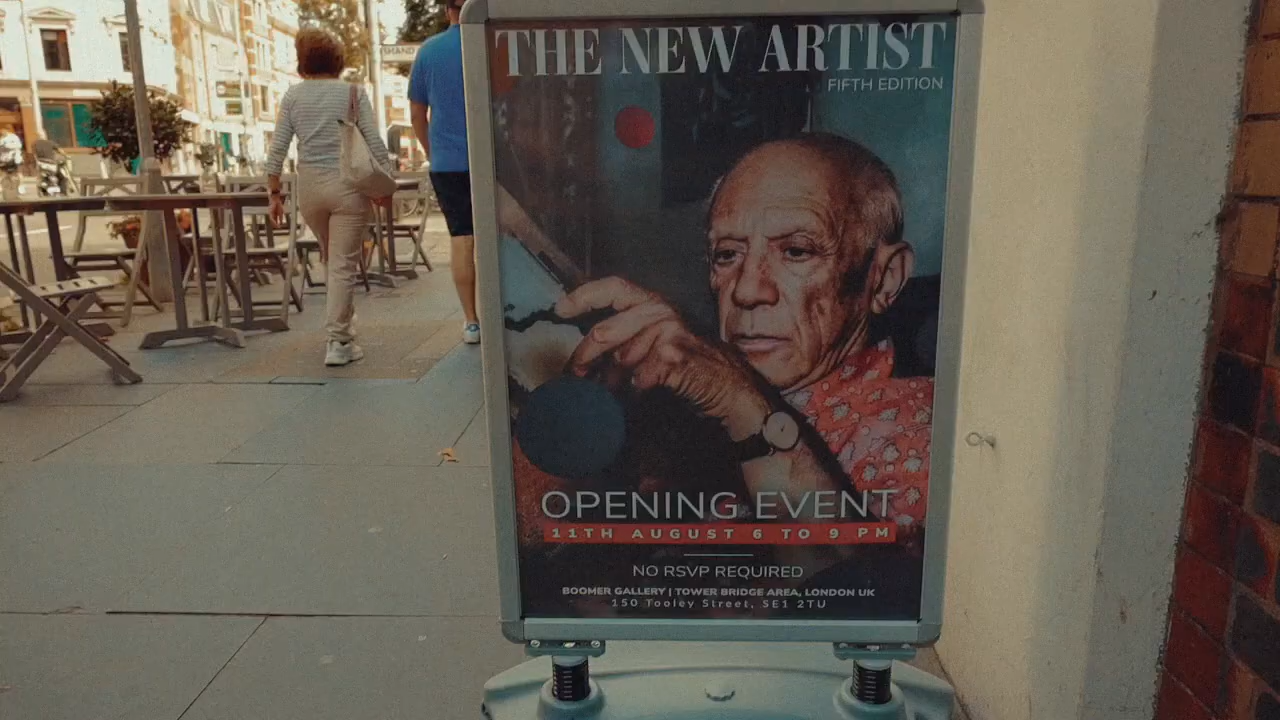 THE NEW ARTIST
FIFTH EDITION
OPENING EVENT
11TH AUGUST 6 TO 9 PM
NO RSVP REQUIRED
BOOMER GALLERY | TOWER BRIDGE AREA, LONDON UK
150 Tooley Street, SE1 2TU